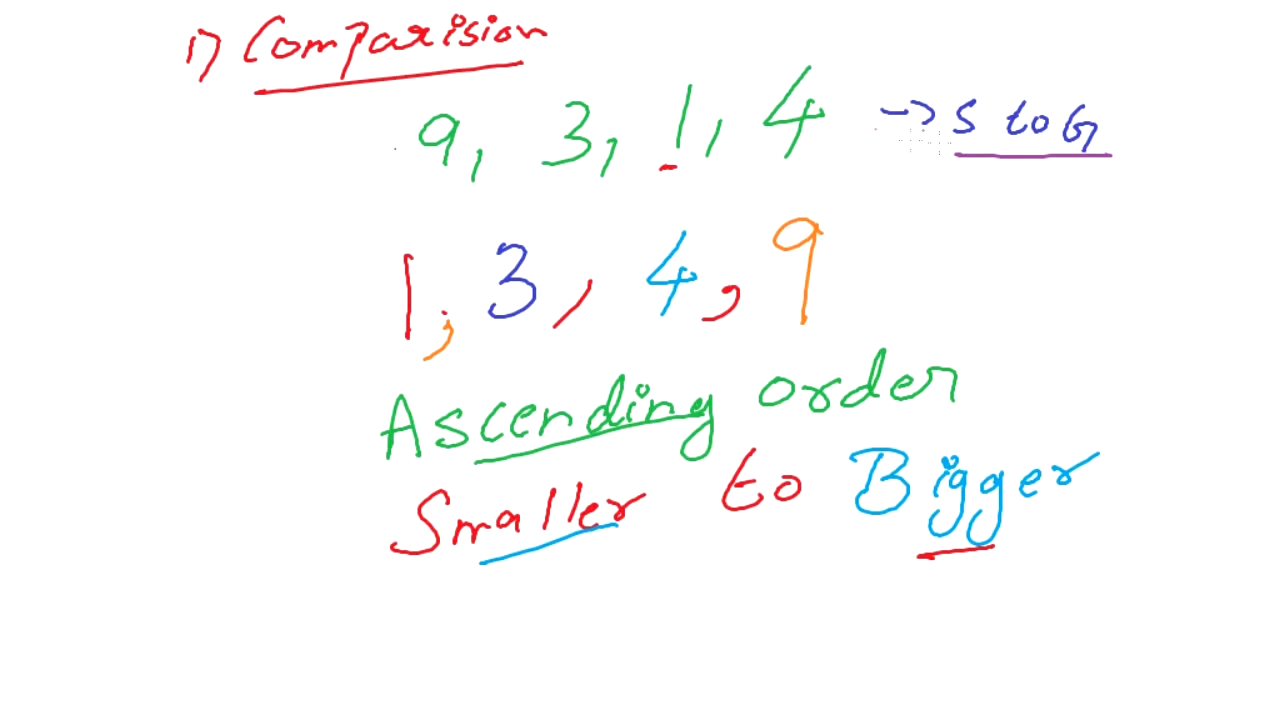 1) Comparision
9, 3, 1, 4 → S to G
1, 3, 4, 9
Ascending order
Smaller to Bigger